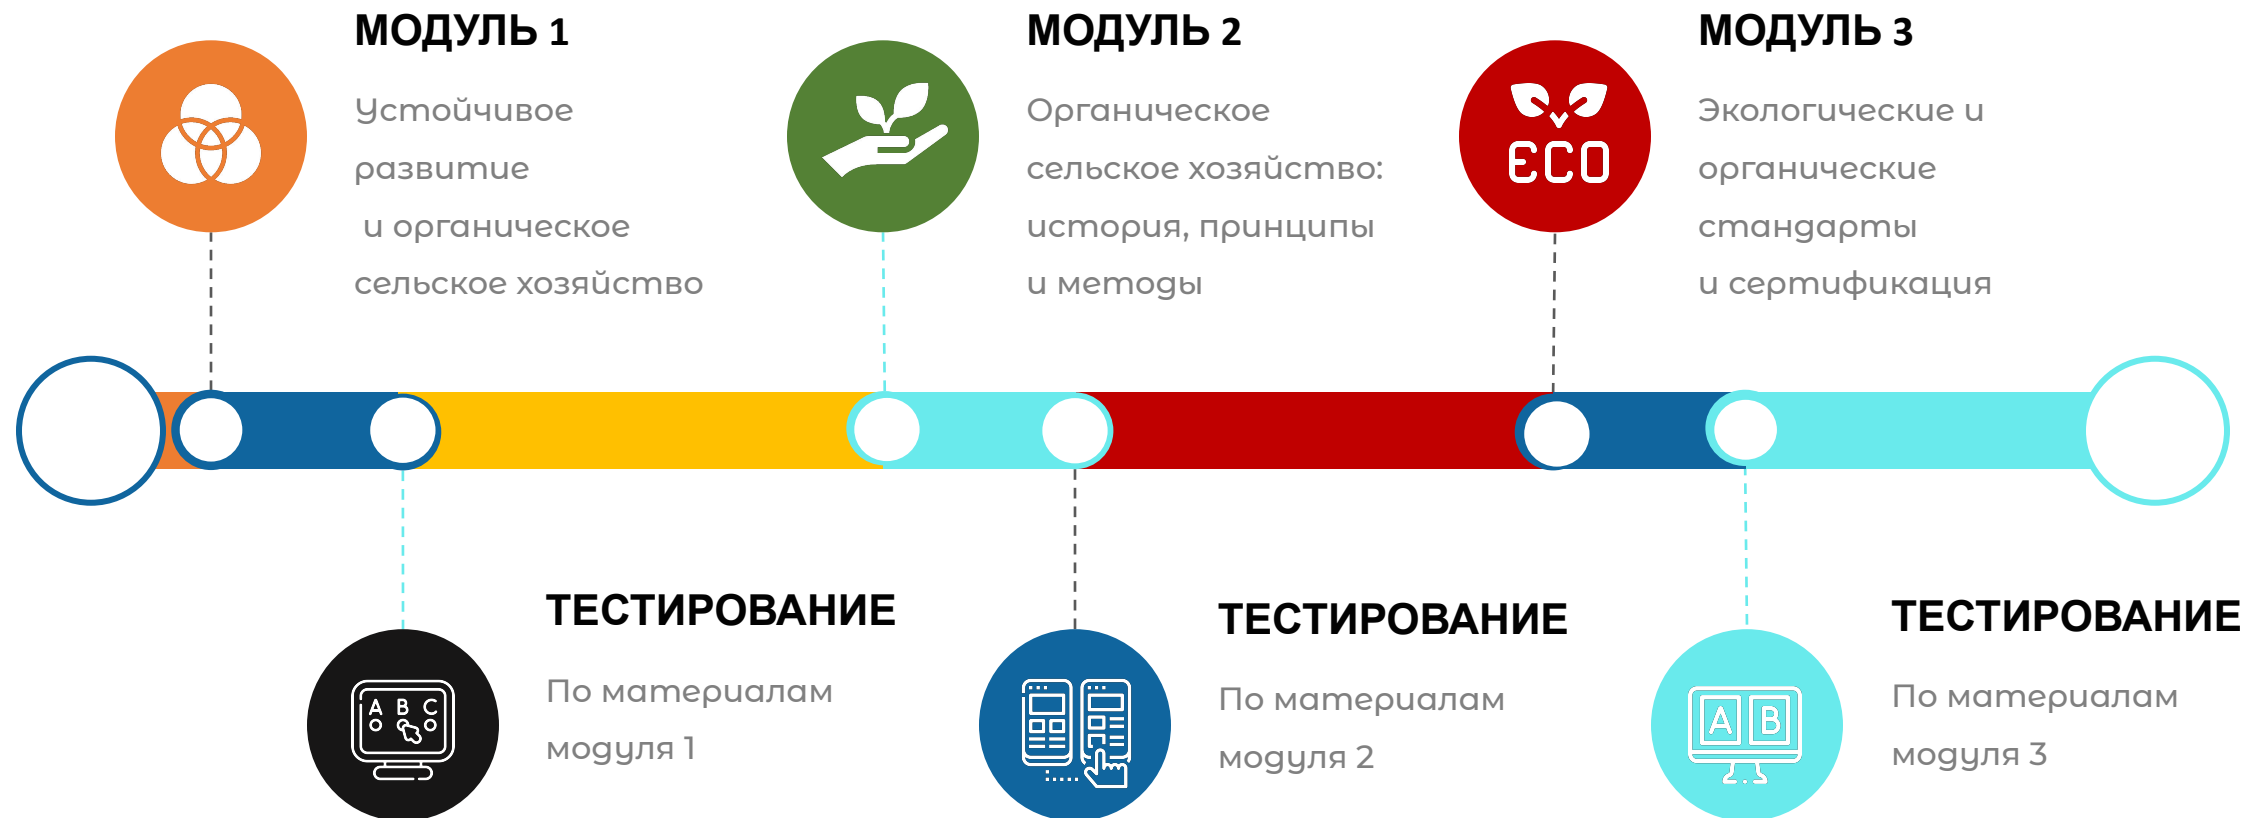 МОДУЛЬ 1
Устойчивое
развитие
и органическое
сельское хозяйство
МОДУЛЬ 2
Органическое
сельское хозяйство:
история, принципы
и методы
МОДУЛЬ 3
Экологические и
органические
стандарты
и сертификация
ECO
ТЕСТИРОВАНИЕ
По материалам
модуля 1
A B C
ТЕСТИРОВАНИЕ
По материалам
модуля 2
ТЕСТИРОВАНИЕ
По материалам
модуля 3
A B